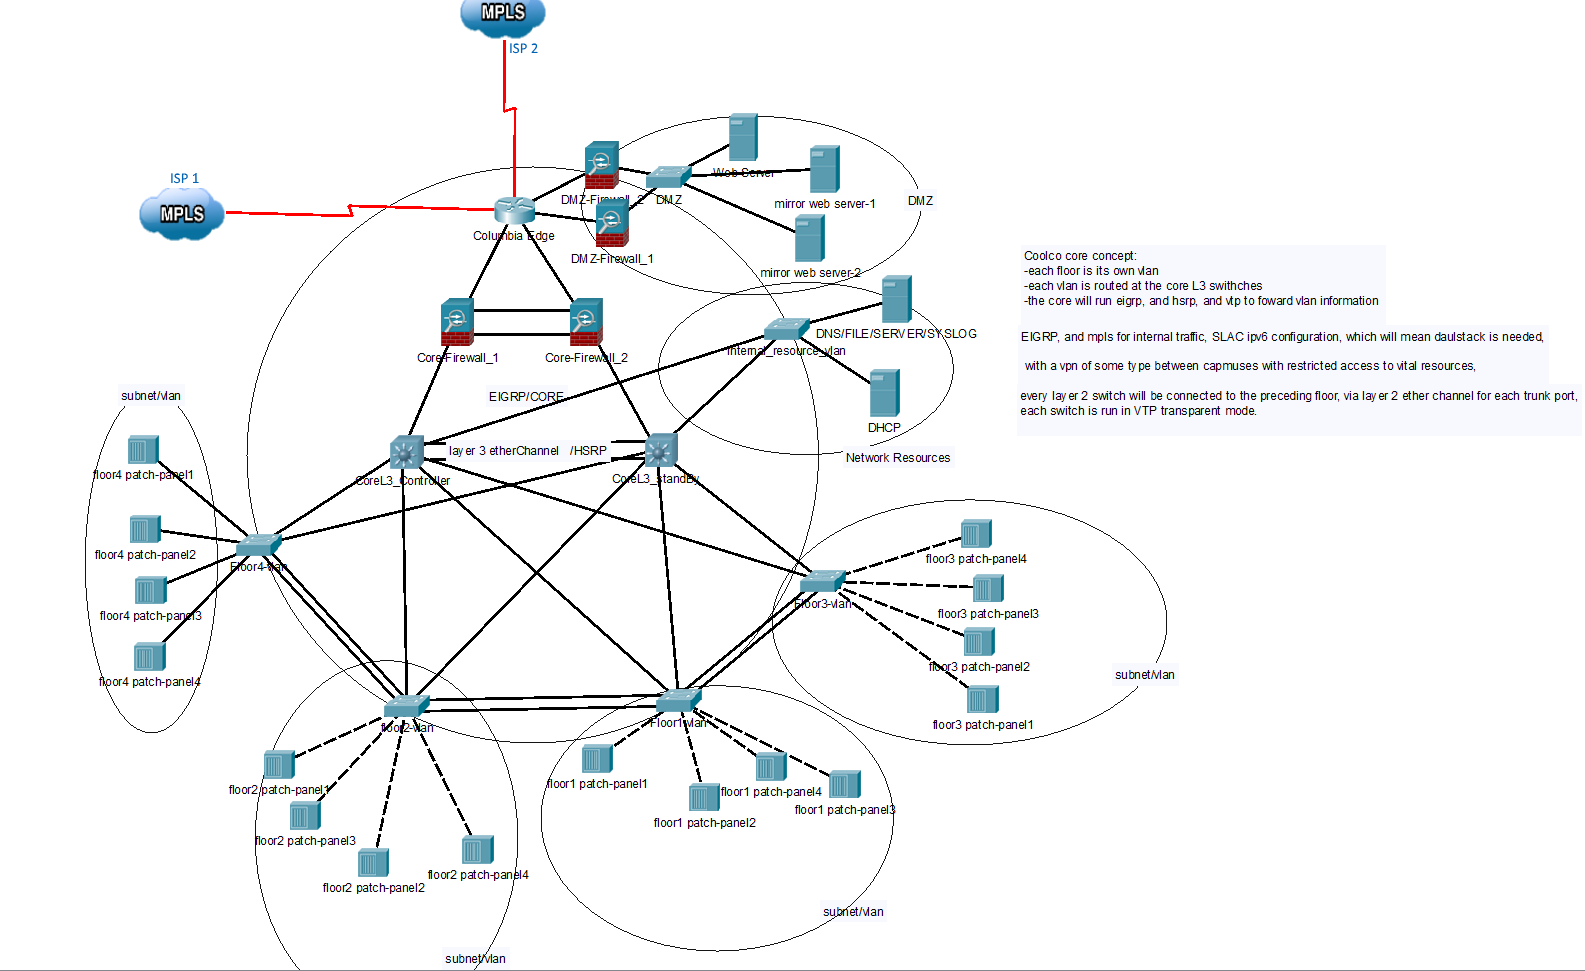 MPLS
ISP 2
ISP 1
MPLS
Columbia Edge
DMZ-Firewall_2
DMZ
DMZ-Firewall_1
Web Server
mirror web server-1
mirror web server-2
DMZ
Core-Firewall_1
Core-Firewall_2
EIGRP/CORE
internal_resource_vlan
DNS/FILE/SERVER/SYSLOG
DHCP
Network Resources
Coolco core concept:
-each floor is its own vlan
-each vlan is routed at the core L3 swithches
-the core will run eigrp, and hsrp, and vtp to foward vlan information
EIGRP, and mpls for internal traffic, SLAC ipv6 configuration, which will mean daulstack is needed,
with a vpn of some type between capmuses with restricted access to vital resources,
every layer 2 switch will be connected to the preceding floor, via layer 2 ether channel for each trunk port,
each switch is run in VTP transparent mode.
layer 3 etherChannel /HSRP
CoreL3_Controller
CoreL3_standBy
subnet/vlan
floor4 patch-panel1
floor4 patch-panel2
floor4 patch-panel3
floor4 patch-panel4
Floor4-vlan
Floor3-vlan
floor3 patch-panel4
floor3 patch-panel3
floor3 patch-panel2
floor3 patch-panel1
subnet/vlan
floor2-vlan
floor2 patch-panel1
floor2 patch-panel3
floor2 patch-panel2
floor2 patch-panel4
subnet/vlan
Floor1-vlan
floor1 patch-panel1
floor1 patch-panel2
floor1 patch-panel4
floor1 patch-panel3
subnet/vlan